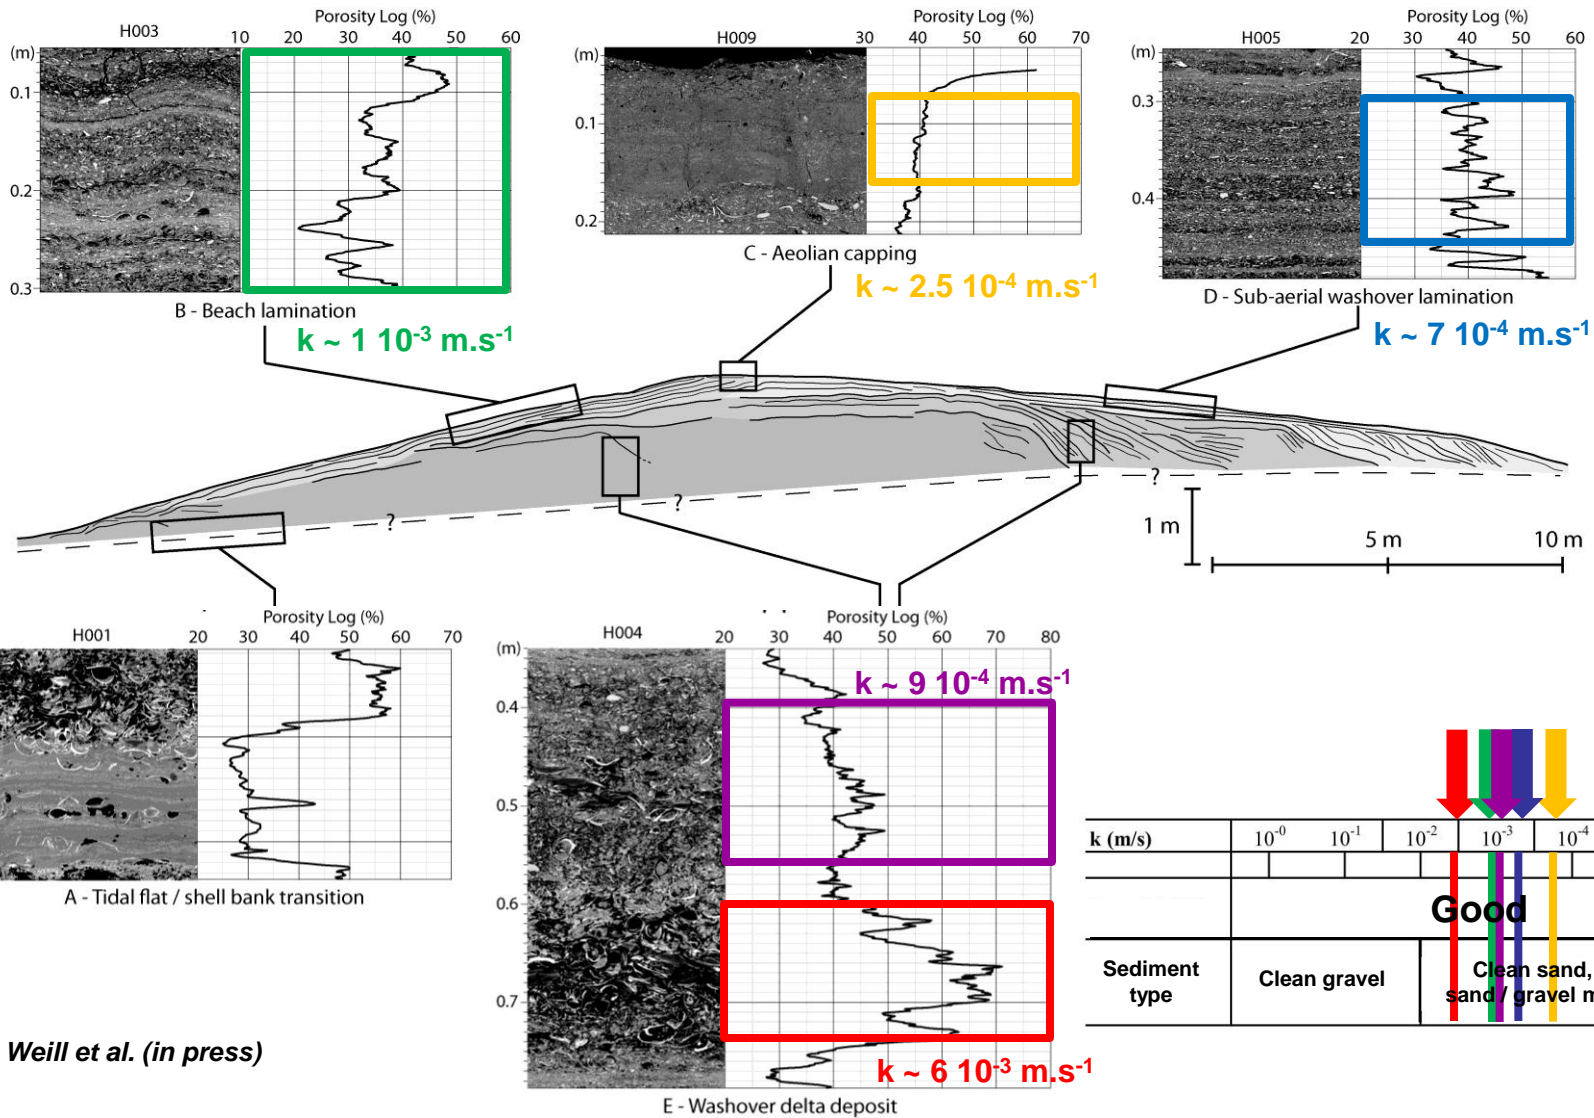 Porosity Log (%)
H003
10 20 30 40 50 60
(m)
0.1
0.2
0.3
B - Beach lamination
k ~ 1 10⁻³ m.s⁻¹
Porosity Log (%)
H009
30 40 50 60 70
(m)
0.1
0.2
C - Aeolian capping
k ~ 2.5 10⁻⁴ m.s⁻¹
Porosity Log (%)
H005
20 30 40 50 60
(m)
0.3
0.4
D - Sub-aerial washover lamination
k ~ 7 10⁻⁴ m.s⁻¹
?
?
?
1 m
5 m
10 m
Porosity Log (%)
H001
20 30 40 50 60 70
A - Tidal flat / shell bank transition
Porosity Log (%)
H004
20 30 40 50 60 70 80
(m)
0.4
0.5
0.6
0.7
k ~ 9 10⁻⁴ m.s⁻¹
k ~ 6 10⁻³ m.s⁻¹
E - Washover delta deposit
k (m/s)
10⁻⁰ 10⁻¹ 10⁻² 10⁻³ 10⁻⁴
Good
Sediment
type
Clean gravel
Clean sand,
sand / gravel m
Weill et al. (in press)